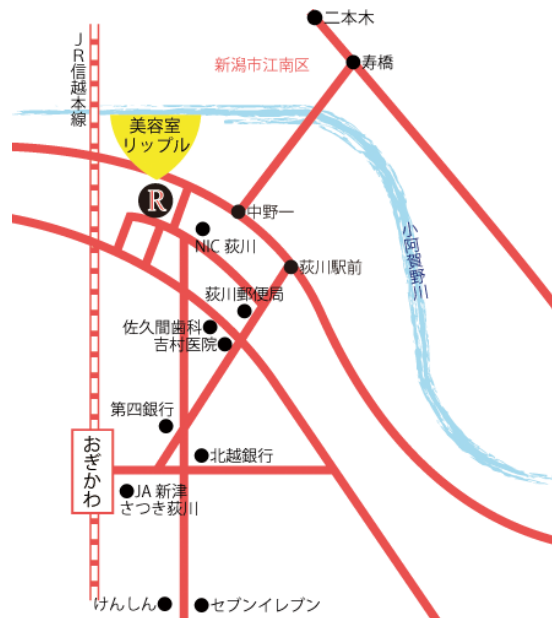 二本木
JR信越本線
新潟市江南区
寿橋
美容室
リップル
R
中野一
NIC 荻川
小阿賀野川
荻川駅前
荻川郵便局
佐久間歯科
吉村医院
第四銀行
おぎかわ
北越銀行
JA 新津
さつき荻川
けんしん
セブンイレブン